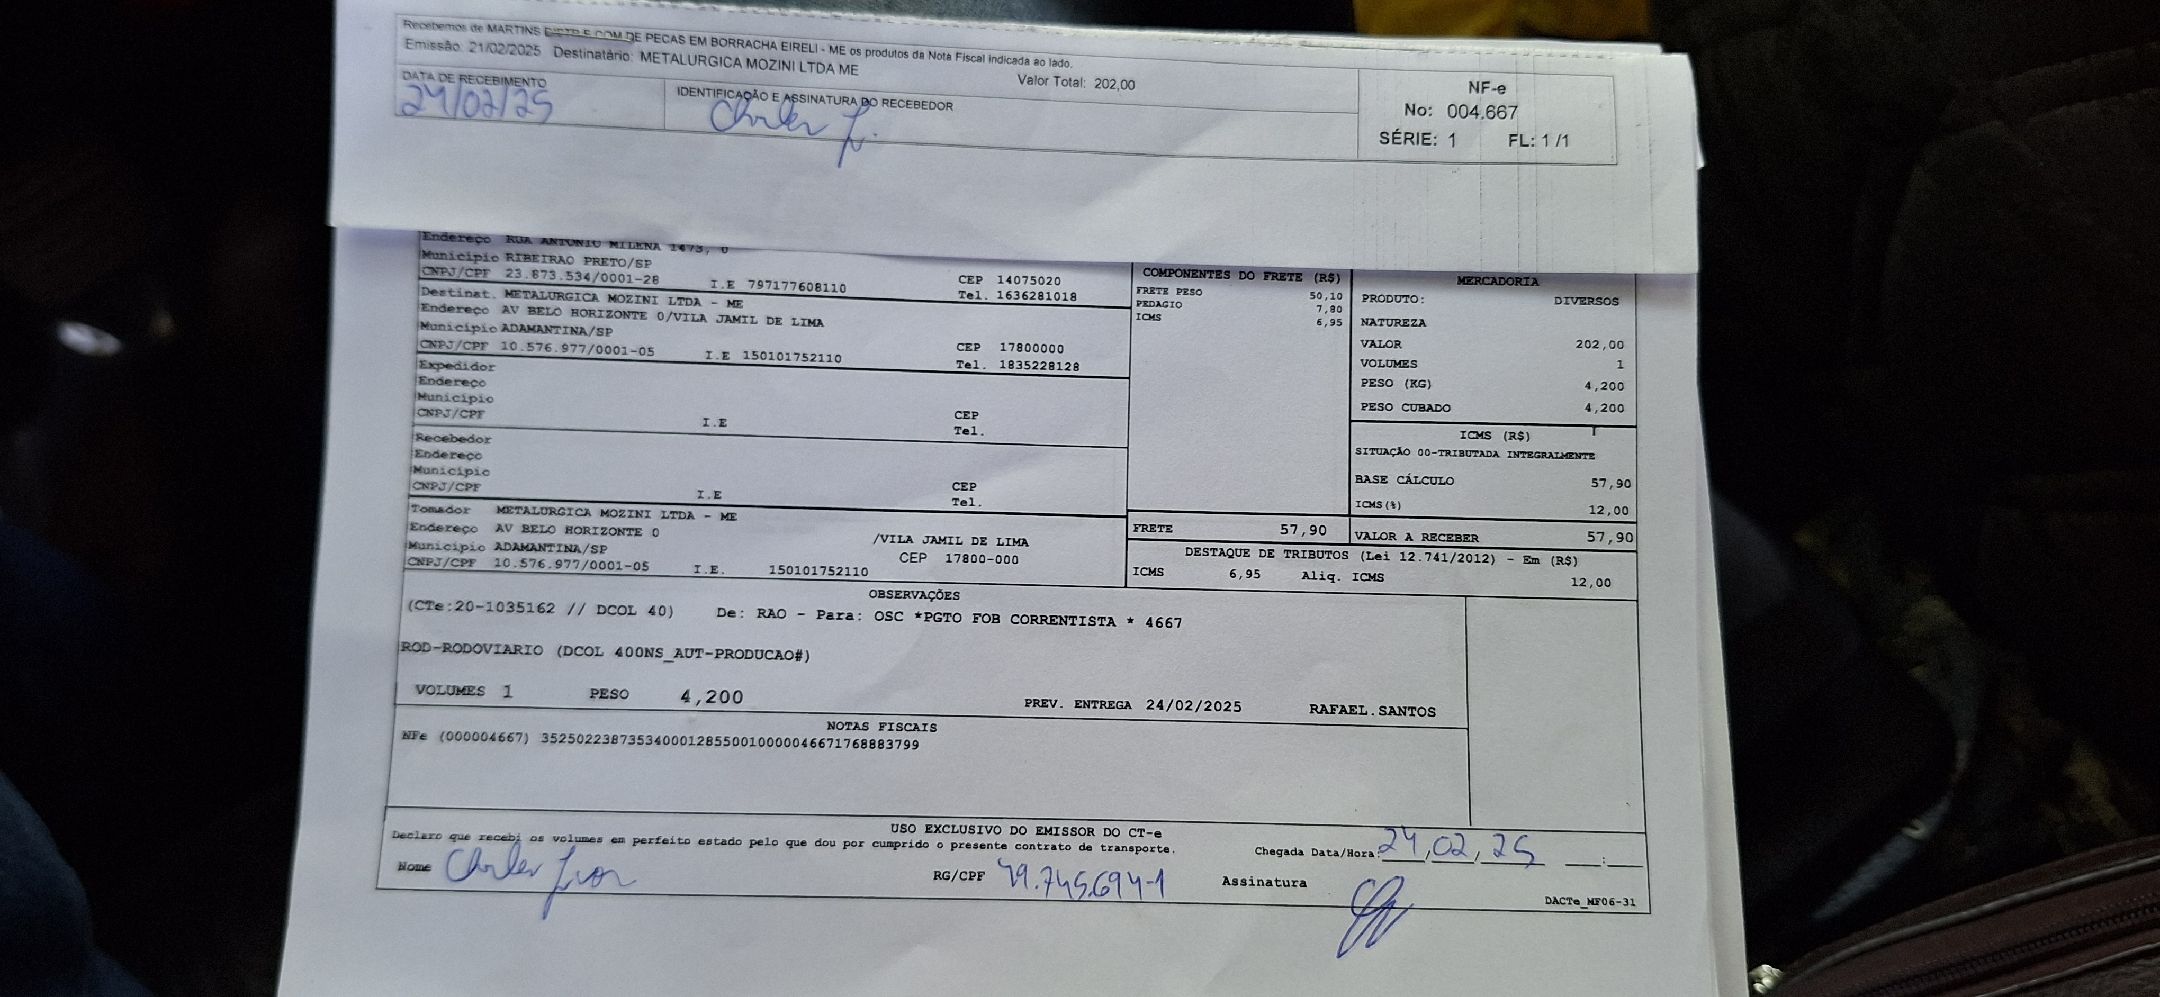 Recebemos de MARTINS DISTR E COM DE PECAS EM BORRACHA EIRELI - ME os produtos da Nota Fiscal indicada ao lado.
Emissão: 21/02/2025 Destinatário: METALURGICA MOZINI LTDA ME Valor Total: 202,00
DATA DE RECEBIMENTO
24/02/25
IDENTIFICAÇÃO E ASSINATURA DO RECEBEDOR
NF-e
No: 004.667
SÉRIE: 1 FL: 1 /1
Endereço RUA ANTONIO MILENA 1473, 0
Municipio RIBEIRAO PRETO/SP
CNPJ/CPF 23.873.534/0001-28 I.E 797177608110
CEP 14075020
Tel. 1636281018
Destinat. METALURGICA MOZINI LTDA - ME
Endereço AV BELO HORIZONTE 0/VILA JAMIL DE LIMA
Municipio ADAMANTINA/SP
CNPJ/CPF 10.576.977/0001-05 I.E 150101752110
CEP 17800000
Tel. 1835228128
Expedidor
Endereço
Municipio
CNPJ/CPF I.E
CEP
Tel.
Recebedor
Endereço
Municipio
CNPJ/CPF I.E
CEP
Tel.
Tomador METALURGICA MOZINI LTDA - ME
Endereço AV BELO HORIZONTE 0 /VILA JAMIL DE LIMA
Municipio ADAMANTINA/SP CEP 17800-000
CNPJ/CPF 10.576.977/0001-05 I.E. 150101752110
COMPONENTES DO FRETE (R$)
FRETE PESO 50,10
PEDAGIO 7,80
ICMS 6,95
FRETE 57,90
MERCADORIA
PRODUTO: DIVERSOS
NATUREZA
VALOR 202,00
VOLUMES 1
PESO (KG) 4,200
PESO CUBADO 4,200
ICMS (R$)
SITUAÇÃO 00-TRIBUTADA INTEGRALMENTE
BASE CÁLCULO 57,90
ICMS(%) 12,00
VALOR A RECEBER 57,90
DESTAQUE DE TRIBUTOS (Lei 12.741/2012) - Em (R$)
ICMS 6,95 Aliq. ICMS 12,00
OBSERVAÇÕES
(CTe:20-1035162 // DCOL 40) De: RAO - Para: OSC *PGTO FOB CORRENTISTA * 4667
ROD-RODOVIARIO (DCOL 400NS_AUT-PRODUCAO#)
VOLUMES 1 PESO 4,200 PREV. ENTREGA 24/02/2025 RAFAEL.SANTOS
NOTAS FISCAIS
NFe (000004667) 35250223873534000128550010000046671768883799
USO EXCLUSIVO DO EMISSOR DO CT-e
Declaro que recebi os volumes em perfeito estado pelo que dou por cumprido o presente contrato de transporte.
Chegada Data/Hora: 24,02,25 :
Nome RG/CPF 49.745.694-1 Assinatura
DACTe_MF06-31